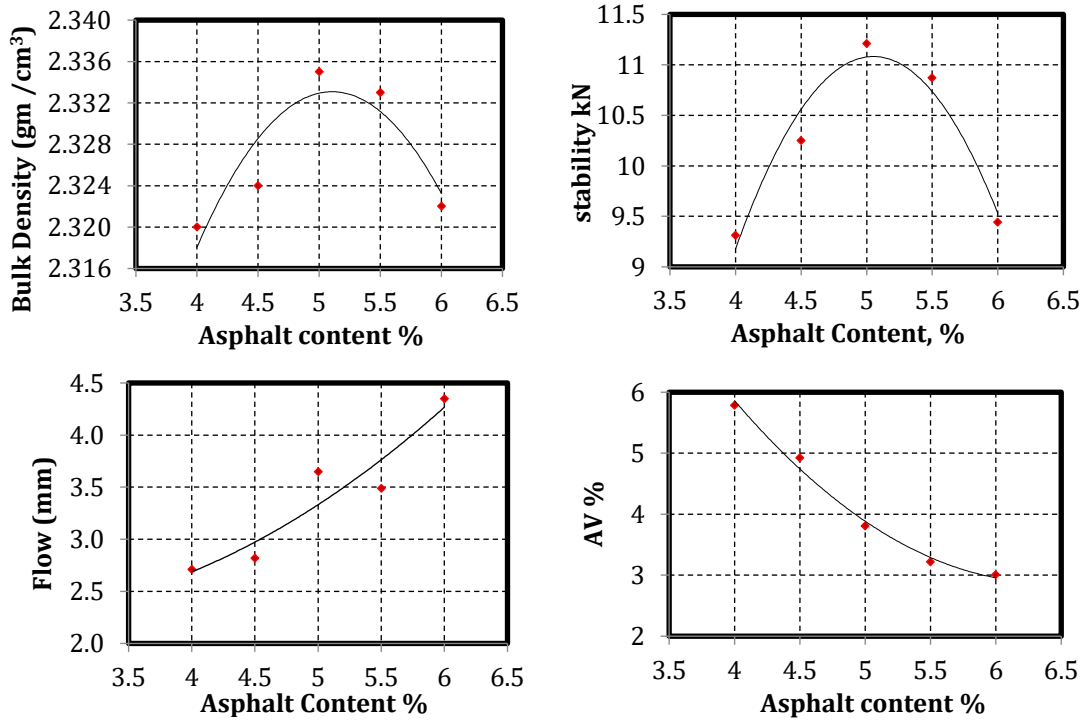 Bulk Density (gm /cm³)
2.340
2.336
2.332
2.328
2.324
2.320
2.316
3.5 4 4.5 5 5.5 6 6.5
Asphalt content %
stability kN
11.5
11
10.5
10
9.5
9
3.5 4 4.5 5 5.5 6 6.5
Asphalt Content, %
Flow (mm)
4.5
4.0
3.5
3.0
2.5
2.0
3.5 4 4.5 5 5.5 6 6.5
Asphalt Content %
AV %
6
5
4
3
2
3.5 4 4.5 5 5.5 6 6.5
Asphalt content %